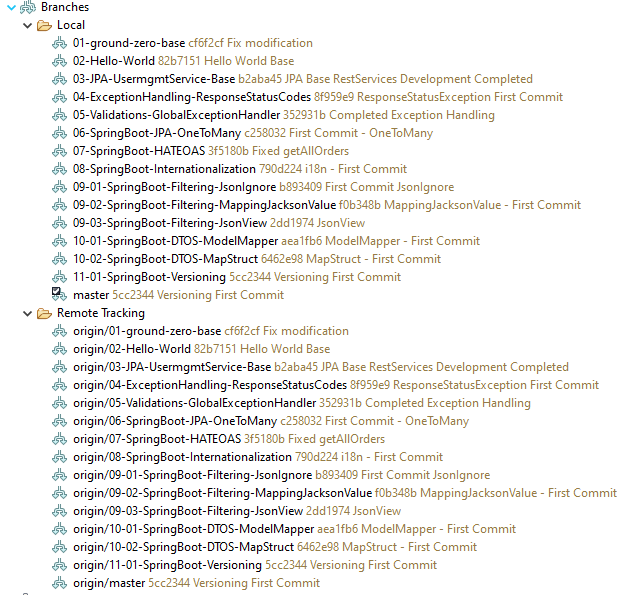 Branches
Local
01-ground-zero-base cf6f2cf Fix modification
02-Hello-World 82b7151 Hello World Base
03-JPA-UsermgmtService-Base b2aba45 JPA Base RestServices Development Completed
04-ExceptionHandling-ResponseStatusCodes 8f959e9 ResponseStatusException First Commit
05-Validations-GlobalExceptionHandler 352931b Completed Exception Handling
06-SpringBoot-JPA-OneToMany c258032 First Commit - OneToMany
07-SpringBoot-HATEOAS 3f5180b Fixed getAllOrders
08-SpringBoot-Internationalization 790d224 i18n - First Commit
09-01-SpringBoot-Filtering-JsonIgnore b893409 First Commit JsonIgnore
09-02-SpringBoot-Filtering-MappingJacksonValue f0b348b MappingJacksonValue - First Commit
09-03-SpringBoot-Filtering-JsonView 2dd1974 JsonView
10-01-SpringBoot-DTOS-ModelMapper aea1fb6 ModelMapper - First Commit
10-02-SpringBoot-DTOS-MapStruct 6462e98 MapStruct - First Commit
11-01-SpringBoot-Versioning 5cc2344 Versioning First Commit
master 5cc2344 Versioning First Commit
Remote Tracking
origin/01-ground-zero-base cf6f2cf Fix modification
origin/02-Hello-World 82b7151 Hello World Base
origin/03-JPA-UsermgmtService-Base b2aba45 JPA Base RestServices Development Completed
origin/04-ExceptionHandling-ResponseStatusCodes 8f959e9 ResponseStatusException First Commit
origin/05-Validations-GlobalExceptionHandler 352931b Completed Exception Handling
origin/06-SpringBoot-JPA-OneToMany c258032 First Commit - OneToMany
origin/07-SpringBoot-HATEOAS 3f5180b Fixed getAllOrders
origin/08-SpringBoot-Internationalization 790d224 i18n - First Commit
origin/09-01-SpringBoot-Filtering-JsonIgnore b893409 First Commit JsonIgnore
origin/09-02-SpringBoot-Filtering-MappingJacksonValue f0b348b MappingJacksonValue - First Commit
origin/09-03-SpringBoot-Filtering-JsonView 2dd1974 JsonView
origin/10-01-SpringBoot-DTOS-ModelMapper aea1fb6 ModelMapper - First Commit
origin/10-02-SpringBoot-DTOS-MapStruct 6462e98 MapStruct - First Commit
origin/11-01-SpringBoot-Versioning 5cc2344 Versioning First Commit
origin/master 5cc2344 Versioning First Commit